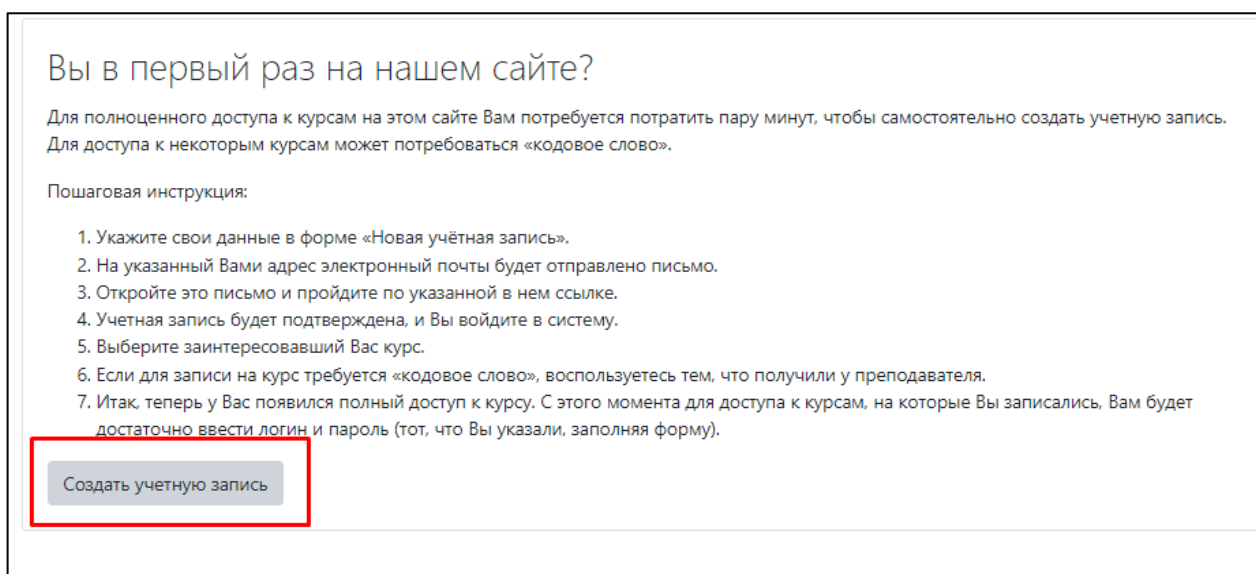 Вы в первый раз на нашем сайте?
Для полноценного доступа к курсам на этом сайте Вам потребуется потратить пару минут, чтобы самостоятельно создать учетную запись.
Для доступа к некоторым курсам может потребоваться «кодовое слово».
Пошаговая инструкция:
1. Укажите свои данные в форме «Новая учётная запись».
2. На указанный Вами адрес электронный почты будет отправлено письмо.
3. Откройте это письмо и пройдите по указанной в нем ссылке.
4. Учетная запись будет подтверждена, и Вы войдите в систему.
5. Выберите заинтересовавший Вас курс.
6. Если для записи на курс требуется «кодовое слово», воспользуетесь тем, что получили у преподавателя.
7. Итак, теперь у Вас появился полный доступ к курсу. С этого момента для доступа к курсам, на которые Вы записались, Вам будет
достаточно ввести логин и пароль (тот, что Вы указали, заполняя форму).
Создать учетную запись